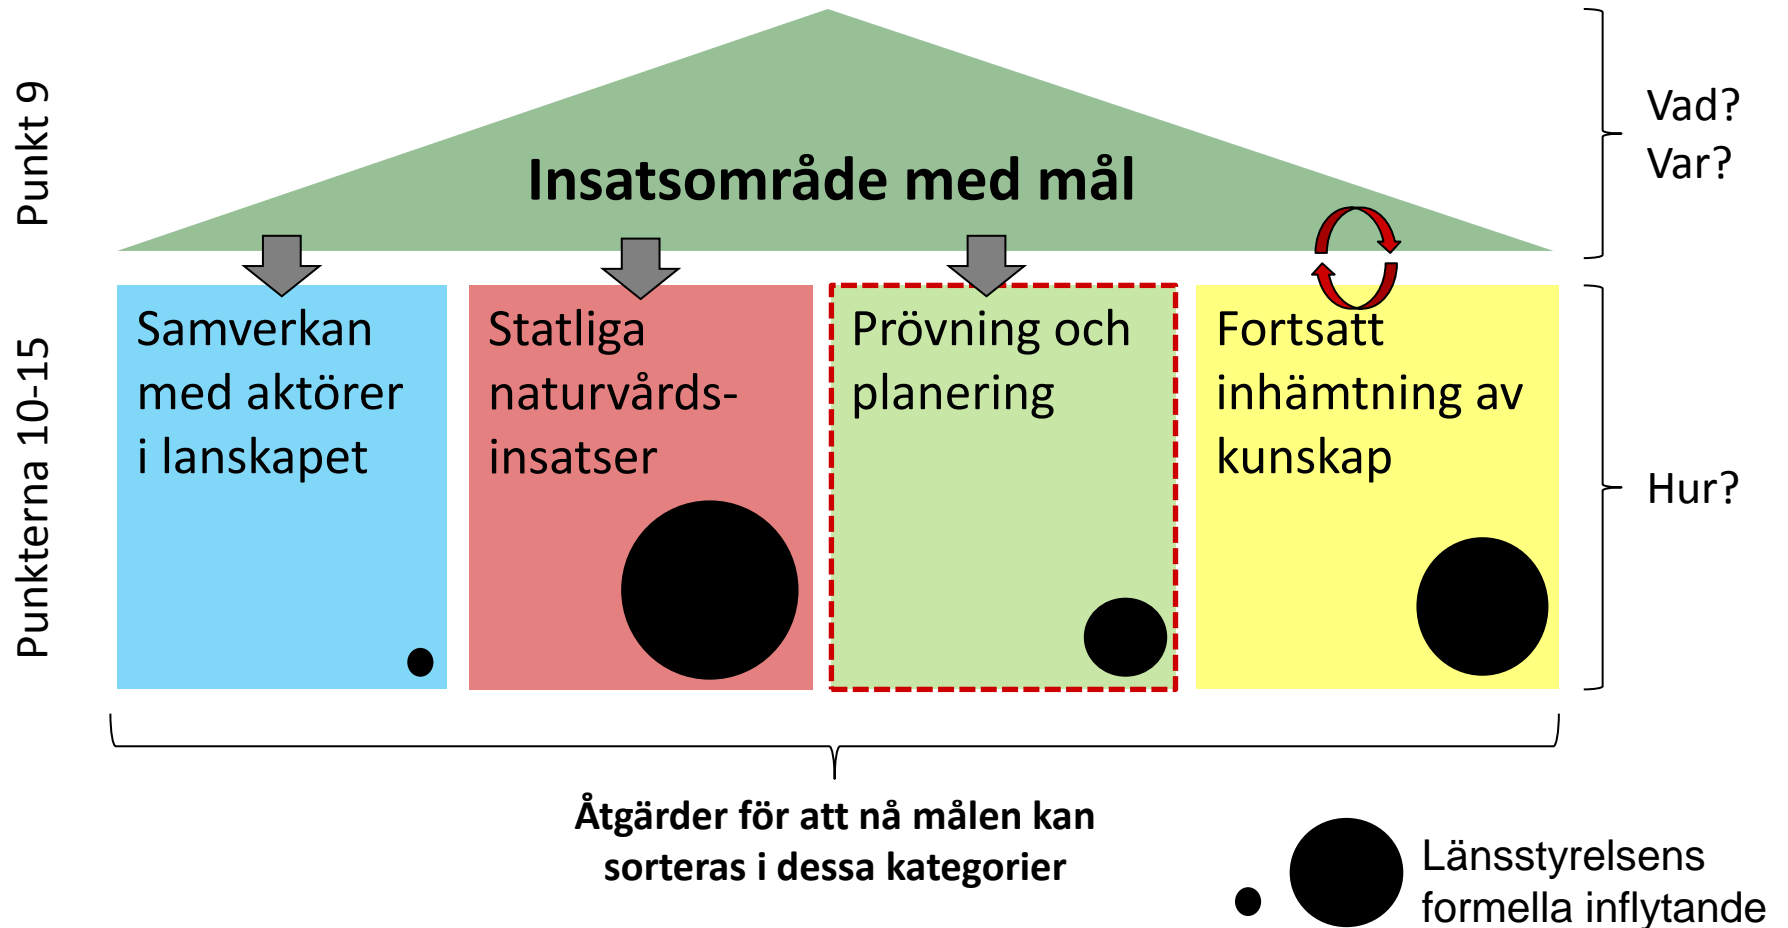 Punkt 9
Insatsområde med mål
Vad?
Var?
Punkterna 10-15
Samverkan
med aktörer
i lanskapet
Statliga
naturvårds-
insatser
Prövning och
planering
Fortsatt
inhämtning av
kunskap
Hur?
Åtgärder för att nå målen kan
sorteras i dessa kategorier
Länsstyrelsens
formella inflytande